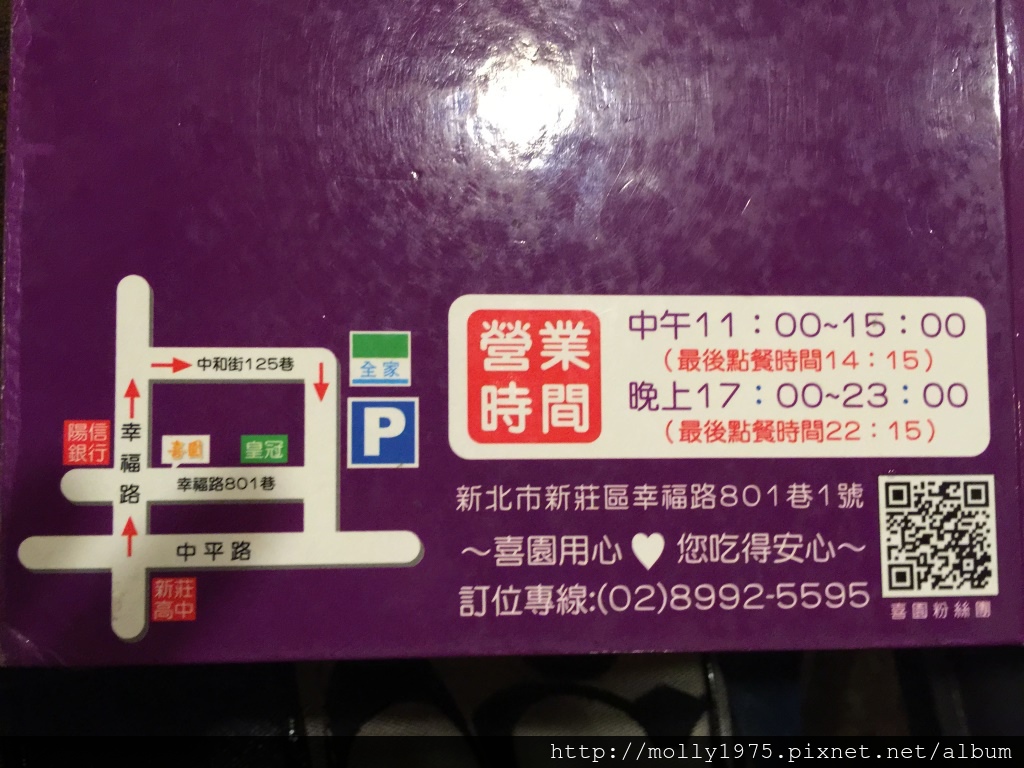 中和街125巷
全家
P
陽信
銀行
幸福路
喜園
皇冠
幸福路801巷
中平路
新莊
高中
營業
時間
中午11：00~15：00
（最後點餐時間14：15）
晚上17：00~23：00
（最後點餐時間22：15）
新北市新莊區幸福路801巷1號
～喜園用心♥您吃得安心～
訂位專線:(02)8992-5595
喜園粉絲團
http://molly1975.pixnet.net/album